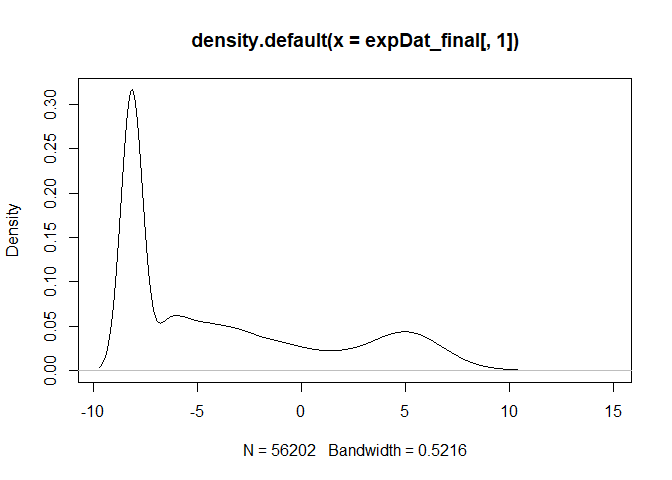 density.default(x = expDat_final[, 1])
Density
0.30
0.25
0.20
0.15
0.10
0.05
0.00
-10 -5 0 5 10 15
N = 56202 Bandwidth = 0.5216